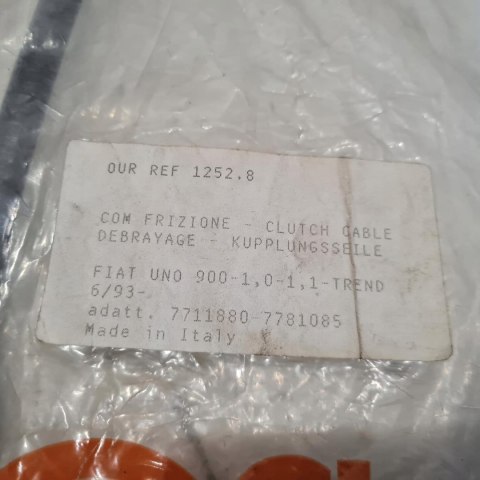 OUR REF 1252.8
COM FRIZIONE - CLUTCH CABLE
DEBRAYAGE - KUPPLUNGSSEILE
FIAT UNO 900-1,0-1,1-TREND
6/93-
adatt. 7711880-7781085
Made in Italy